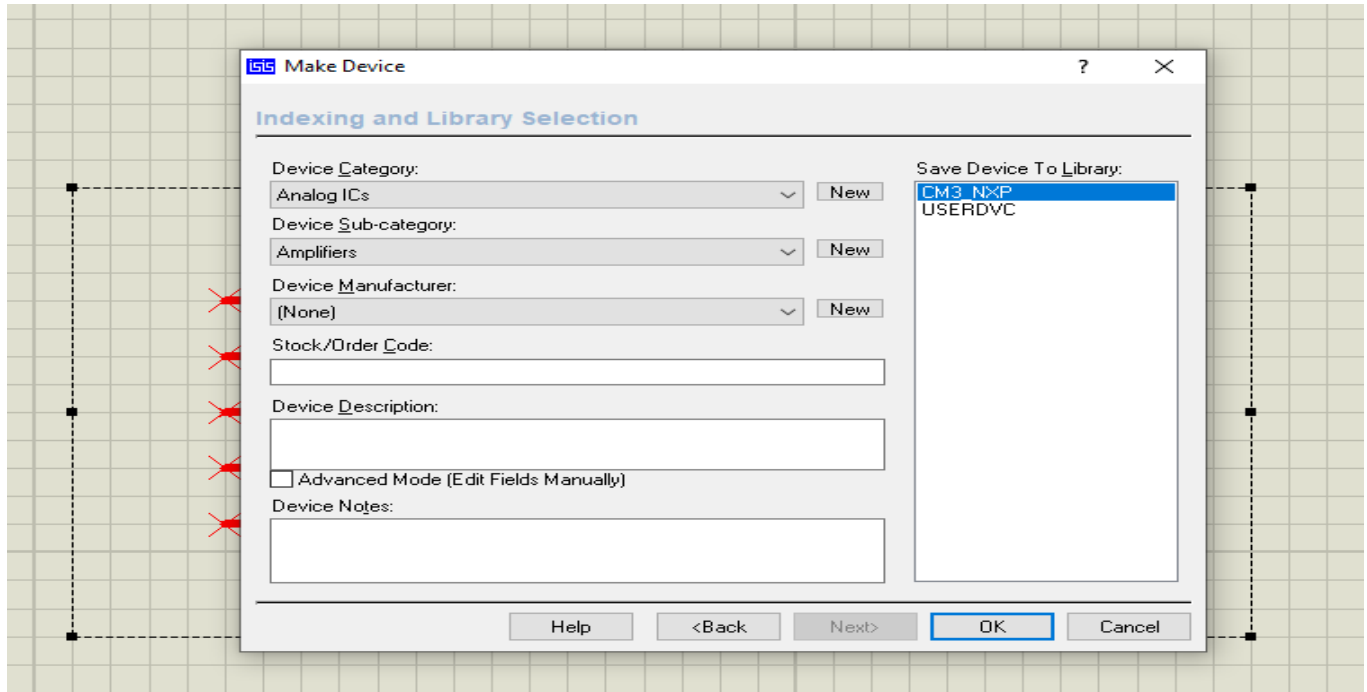 isis Make Device ?
Indexing and Library Selection
Device Category:
Analog ICs
New
Device Sub-category:
Amplifiers
New
Device Manufacturer:
(None)
New
Stock/Order Code:
Device Description:
Advanced Mode (Edit Fields Manually)
Device Notes:
Save Device To Library:
CM3_NXP
USERDVC
Help <Back Next> OK Cancel